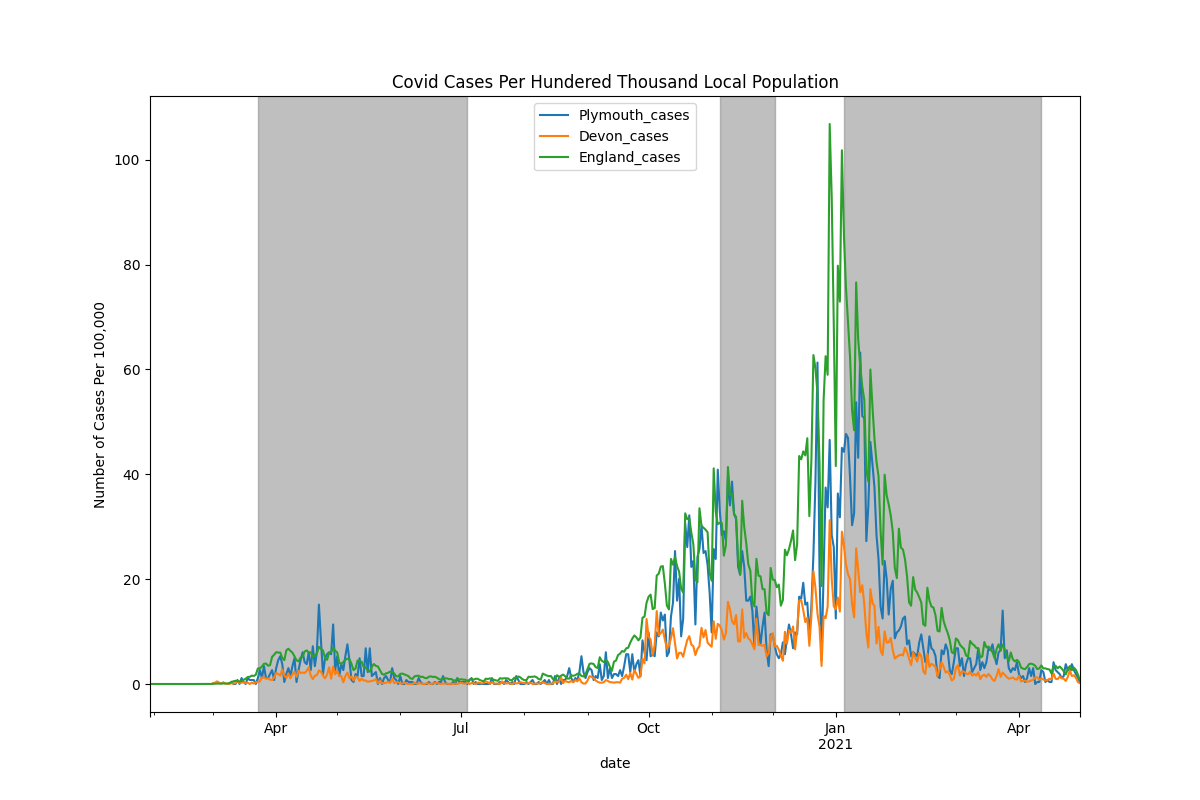 Covid Cases Per Hundered Thousand Local Population
Plymouth_cases
Devon_cases
England_cases
Number of Cases Per 100,000
100
80
60
40
20
0
Apr
Jul
Oct
Jan
2021
Apr
date